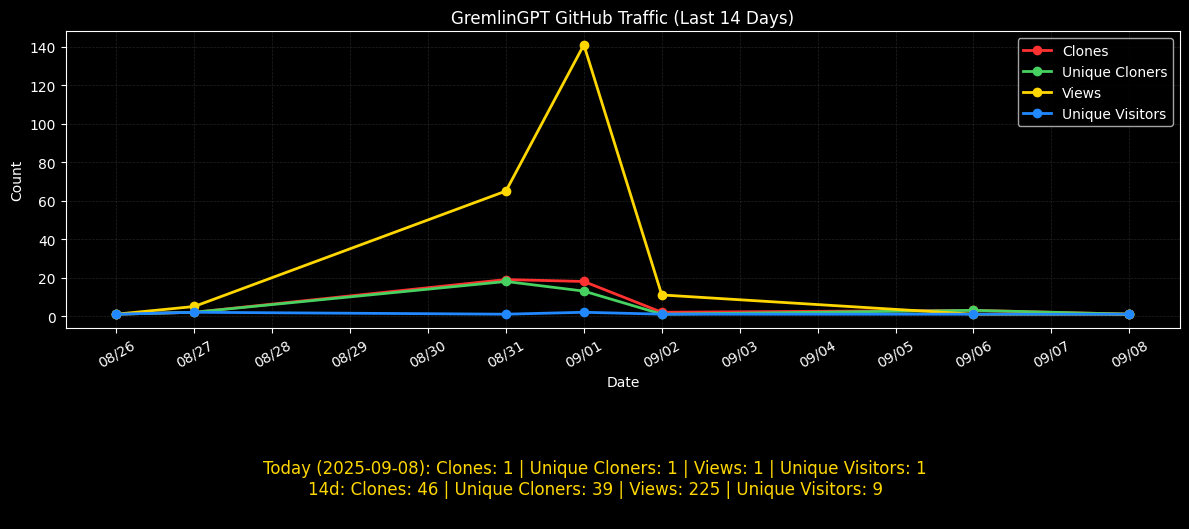 GremlinGPT GitHub Traffic (Last 14 Days)
Clones
Unique Cloners
Views
Unique Visitors
Count
140
120
100
80
60
40
20
0
08/26
08/27
08/28
08/29
08/30
08/31
09/01
09/02
09/03
09/04
09/05
09/06
09/07
09/08
Date
Today (2025-09-08): Clones: 1 | Unique Cloners: 1 | Views: 1 | Unique Visitors: 1
14d: Clones: 46 | Unique Cloners: 39 | Views: 225 | Unique Visitors: 9